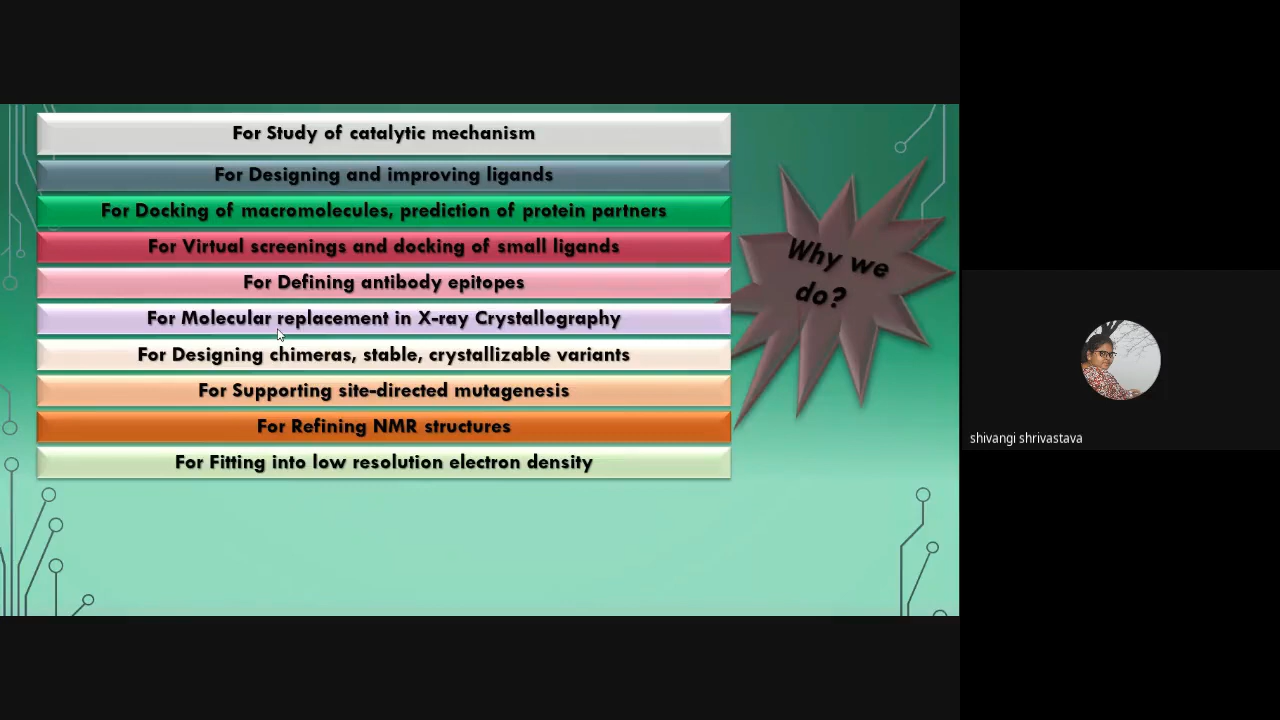 For Study of catalytic mechanism
For Designing and improving ligands
For Docking of macromolecules, prediction of protein partners
For Virtual screenings and docking of small ligands
For Defining antibody epitopes
For Molecular replacement in X-ray Crystallography
For Designing chimeras, stable, crystallizable variants
For Supporting site-directed mutagenesis
For Refining NMR structures
For Fitting into low resolution electron density
Why we
do?
shivangi shrivastava